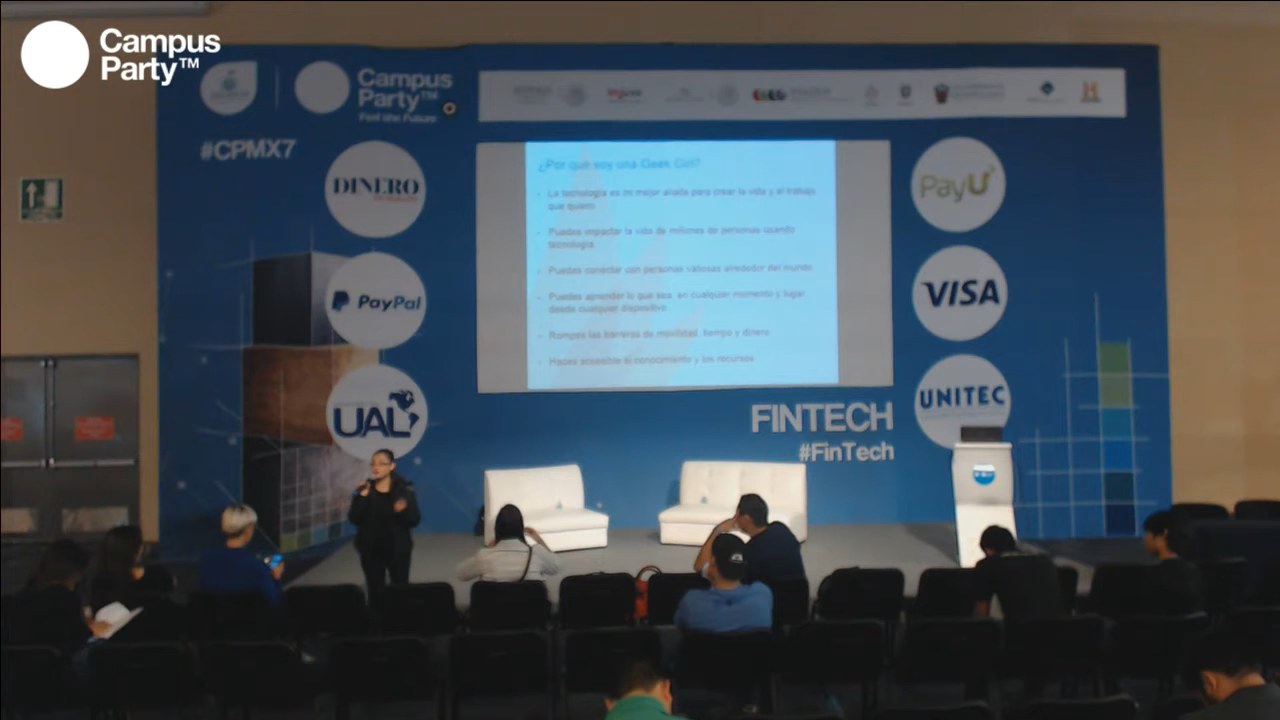 Campus
Party™
Campus
Party™
Feel the Future
#CPMX7
DINERO
PayPal
UAL
¿Por qué soy una Geek Girl?
- La tecnología es mi mejor aliada para crear la vida y el trabajo
que quiero
- Puedes impactar la vida de millones de personas usando
tecnología
- Puedes conectar con personas valiosas alrededor del mundo
- Puedes aprender lo que sea, en cualquier momento y lugar
desde cualquier dispositivo
- Rompes las barreras de movilidad, tiempo y dinero
- Haces accesible el conocimiento y los recursos
PayU
VISA
UNITEC
FINTECH
#FinTech